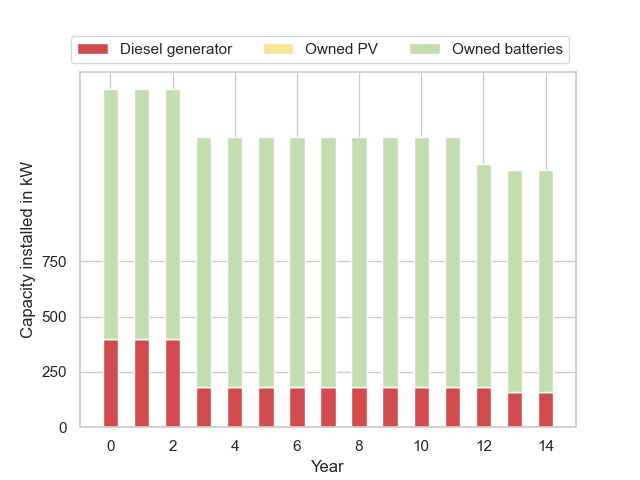 Diesel generator Owned PV Owned batteries
Capacity installed in kW
750
500
250
0
0 2 4 6 8 10 12 14
Year